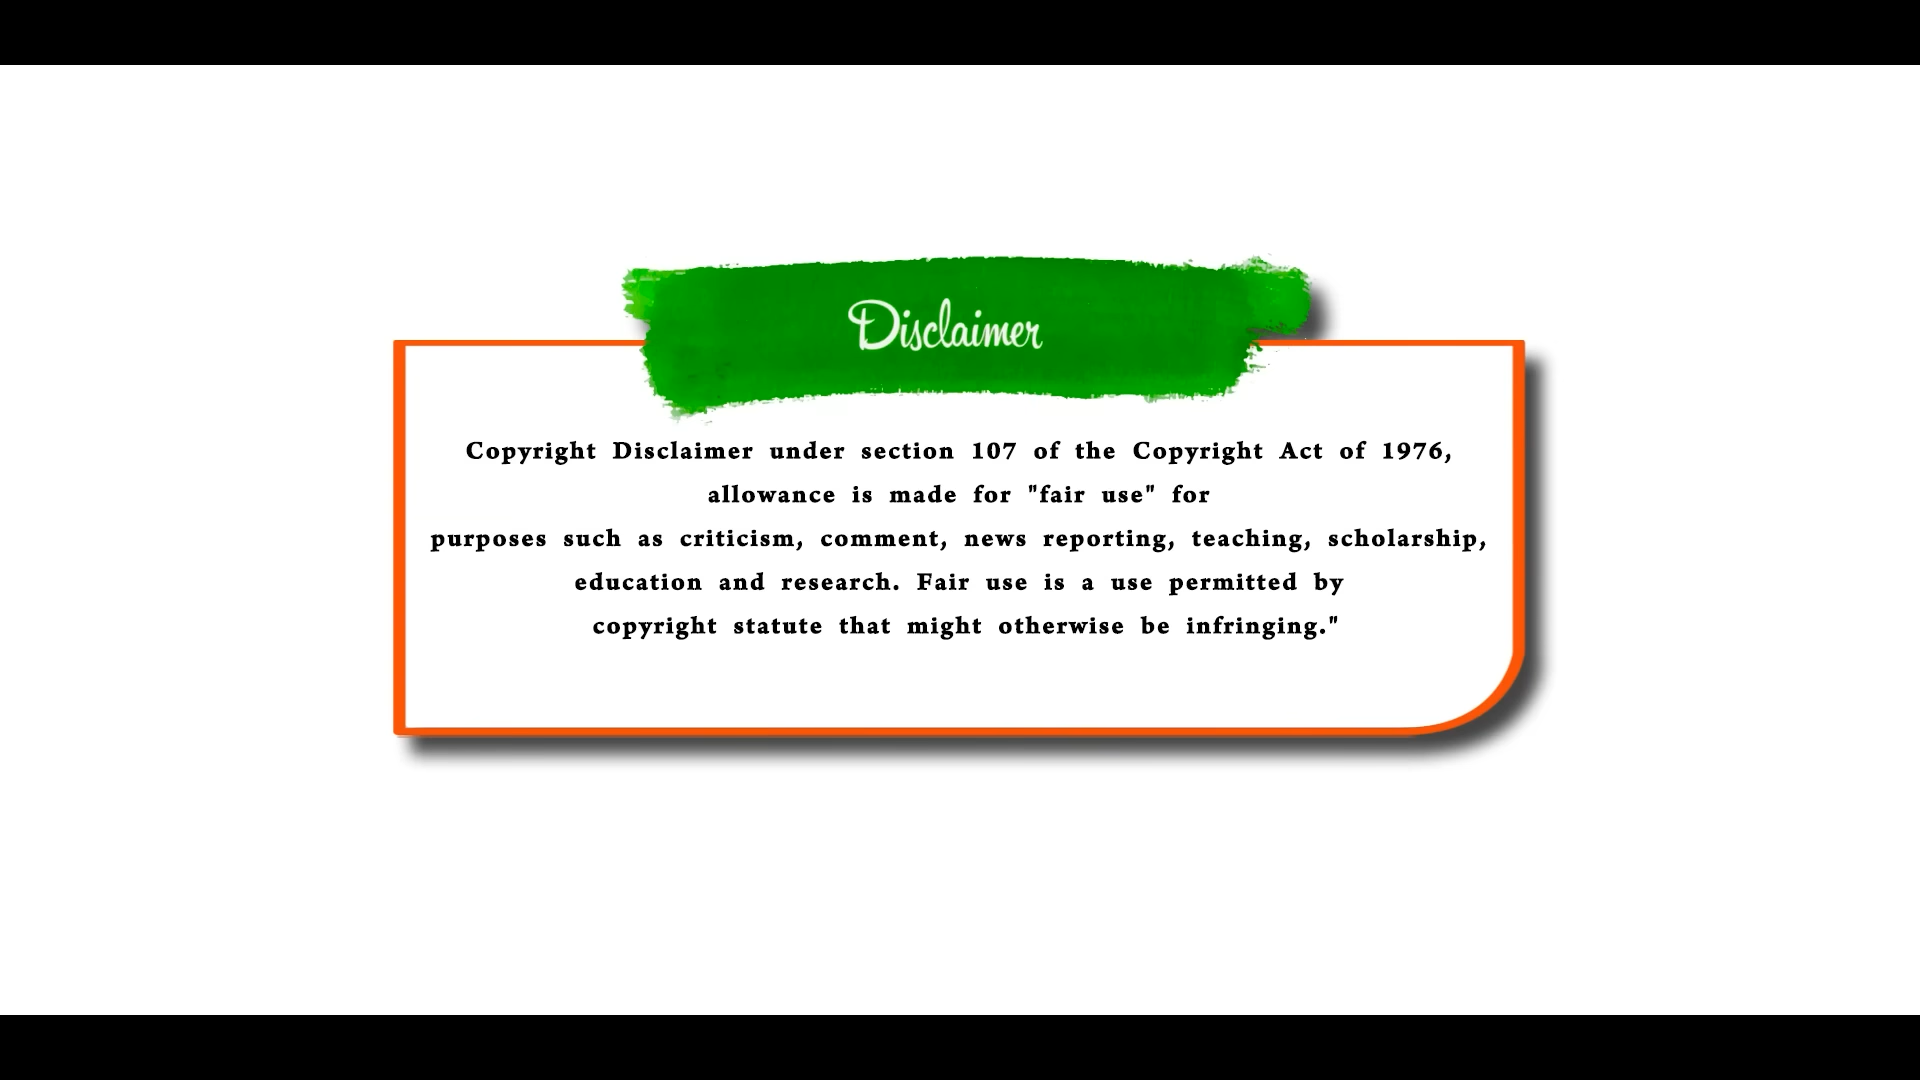 Disclaimer
Copyright Disclaimer under section 107 of the Copyright Act of 1976,
allowance is made for "fair use" for
purposes such as criticism, comment, news reporting, teaching, scholarship,
education and research. Fair use is a use permitted by
copyright statute that might otherwise be infringing."